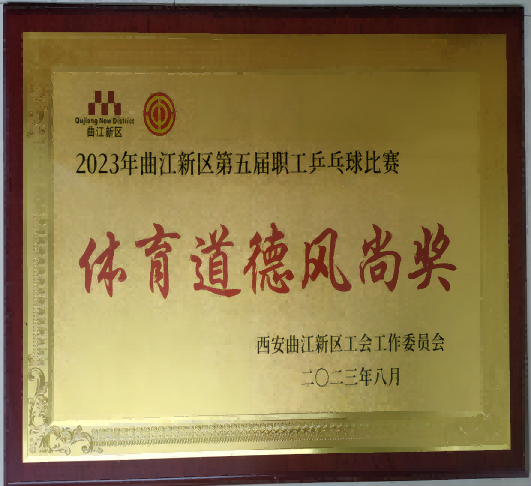 Qujiang New District
曲江新区
2023年曲江新区第五届职工乒乓球比赛
体育道德风尚奖
西安曲江新区工会工作委员会
二〇二三年八月